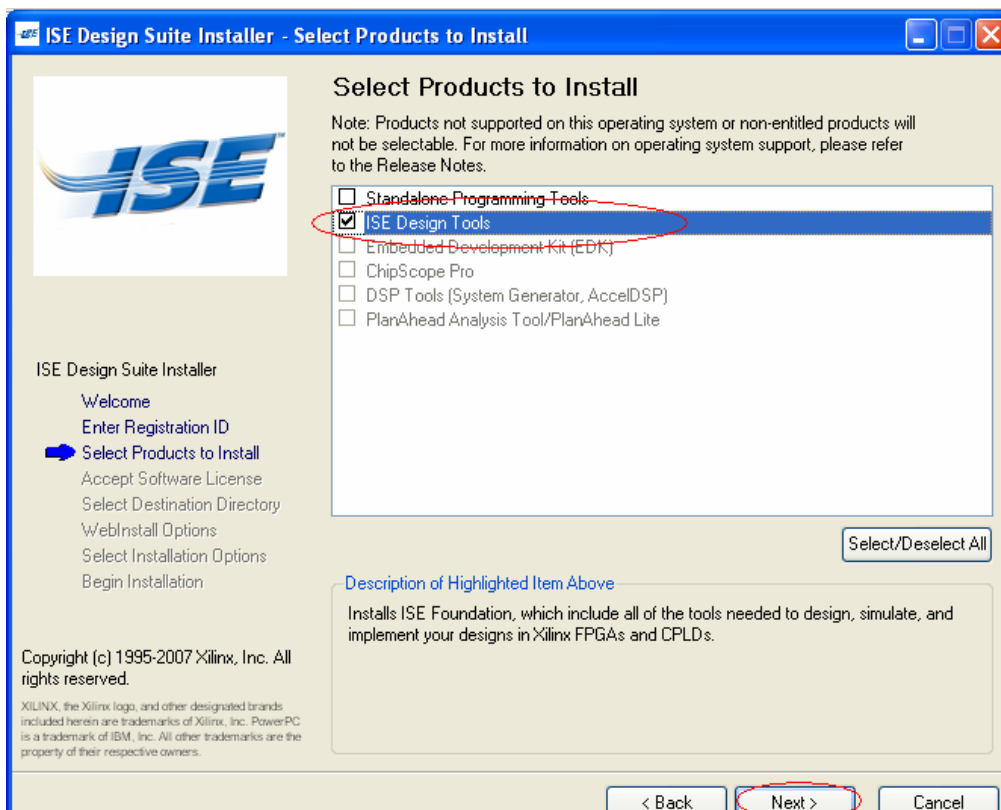 ISE Design Suite Installer - Select Products to Install
ISE
Select Products to Install
Note: Products not supported on this operating system or non-entitled products will
not be selectable. For more information on operating system support, please refer
to the Release Notes.
Standalone Programming Tools
ISE Design Tools
Embedded Development Kit (EDK)
ChipScope Pro
DSP Tools (System Generator, AccelDSP)
PlanAhead Analysis Tool/PlanAhead Lite
ISE Design Suite Installer
Welcome
Enter Registration ID
Select Products to Install
Accept Software License
Select Destination Directory
WebInstall Options
Select Installation Options
Begin Installation
Select/Deselect All
Description of Highlighted Item Above
Installs ISE Foundation, which include all of the tools needed to design, simulate, and
implement your designs in Xilinx FPGAs and CPLDs.
Copyright (c) 1995-2007 Xilinx, Inc. All
rights reserved.
XILINX, the Xilinx logo, and other designated brands
included herein are trademarks of Xilinx, Inc. PowerPC
is a trademark of IBM, Inc. All other trademarks are the
property of their respective owners.
< Back
Next >
Cancel